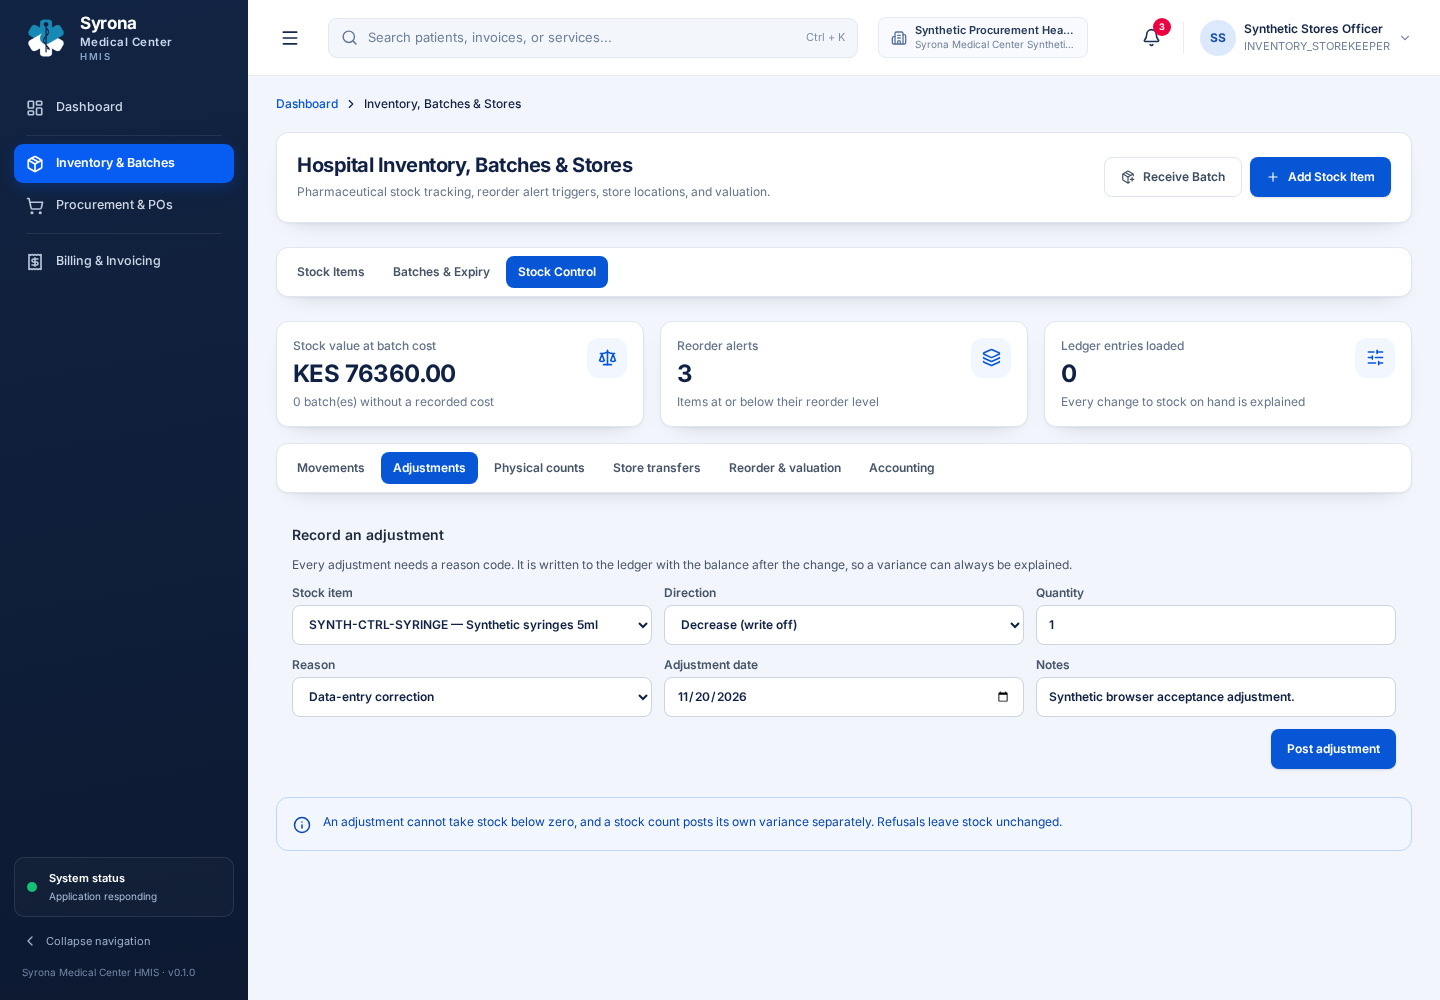 Syrona
Medical Center
HMIS
Dashboard
Inventory & Batches
Procurement & POs
Billing & Invoicing
System status
Application responding
Collapse navigation
Syrona Medical Center HMIS · v0.1.0
Search patients, invoices, or services...
Ctrl + K
Synthetic Procurement Hea...
Syrona Medical Center Syntheti...
3
SS
Synthetic Stores Officer
INVENTORY_STOREKEEPER
Dashboard > Inventory, Batches & Stores
Hospital Inventory, Batches & Stores
Pharmaceutical stock tracking, reorder alert triggers, store locations, and valuation.
Receive Batch
+ Add Stock Item
Stock Items
Batches & Expiry
Stock Control
Stock value at batch cost
KES 76360.00
0 batch(es) without a recorded cost
Reorder alerts
3
Items at or below their reorder level
Ledger entries loaded
0
Every change to stock on hand is explained
Movements
Adjustments
Physical counts
Store transfers
Reorder & valuation
Accounting
Record an adjustment
Every adjustment needs a reason code. It is written to the ledger with the balance after the change, so a variance can always be explained.
Stock item
SYNTH-CTRL-SYRINGE — Synthetic syringes 5ml
Direction
Decrease (write off)
Quantity
1
Reason
Data-entry correction
Adjustment date
11/20/2026
Notes
Synthetic browser acceptance adjustment.
Post adjustment
An adjustment cannot take stock below zero, and a stock count posts its own variance separately. Refusals leave stock unchanged.